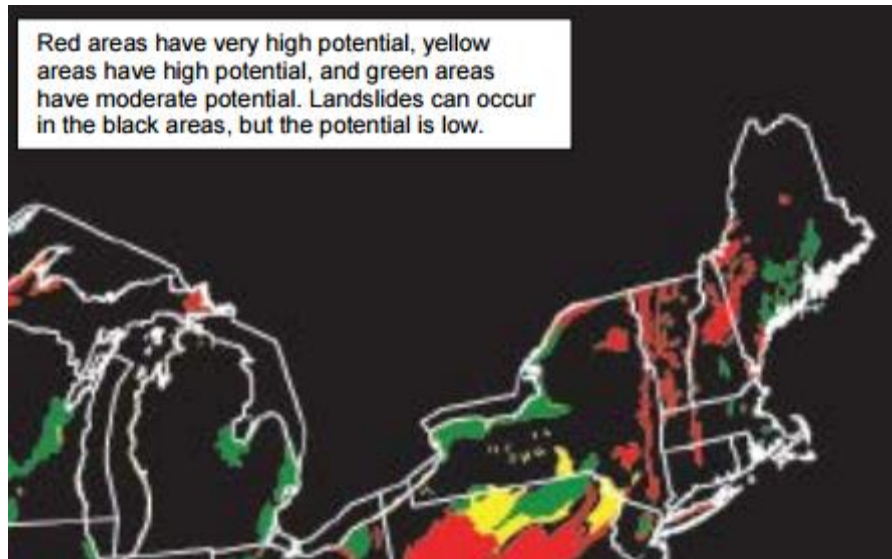 Red areas have very high potential, yellow
areas have high potential, and green areas
have moderate potential. Landslides can occur
in the black areas, but the potential is low.